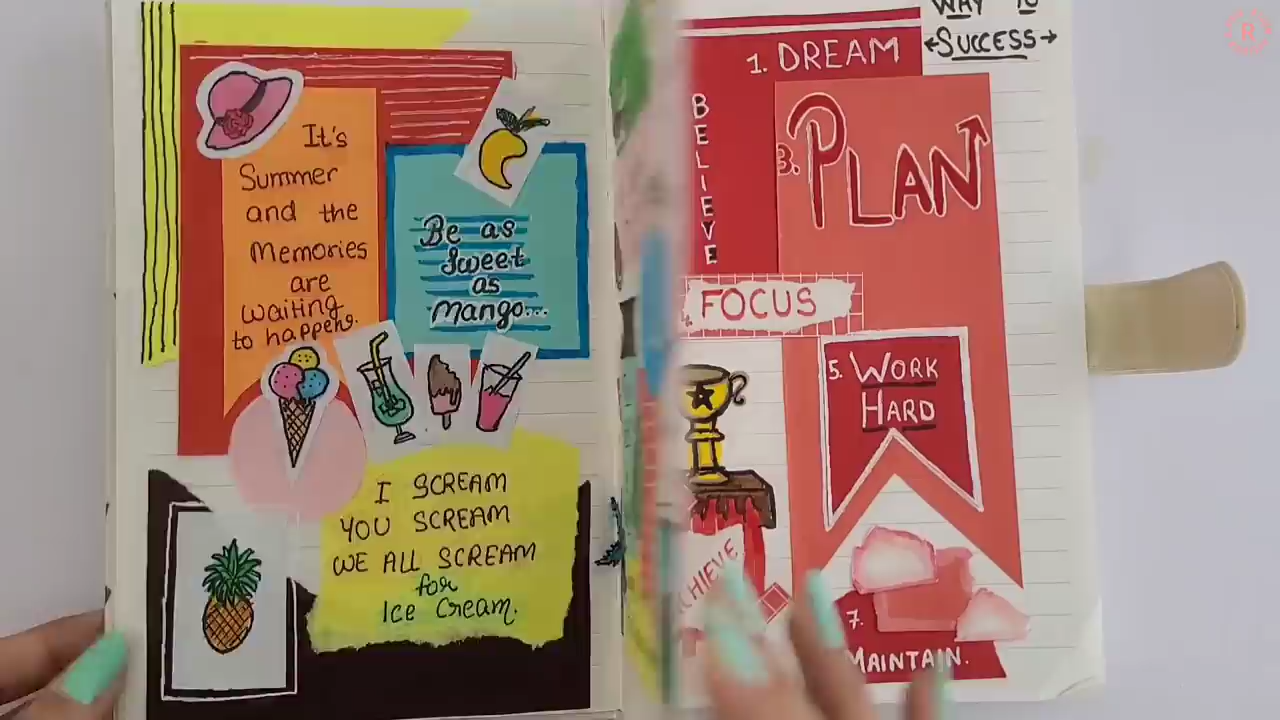 It's
Summer
and the
Memories
are
waiting
to happen.
Be as
Sweet
as
mango...
I SCREAM
YOU SCREAM
WE ALL SCREAM
for
Ice Cream.
WAY TO
SUCCESS
1. DREAM
BELIEVE
3. PLAN
FOCUS
5. WORK
HARD
7.
MAINTAIN.
R